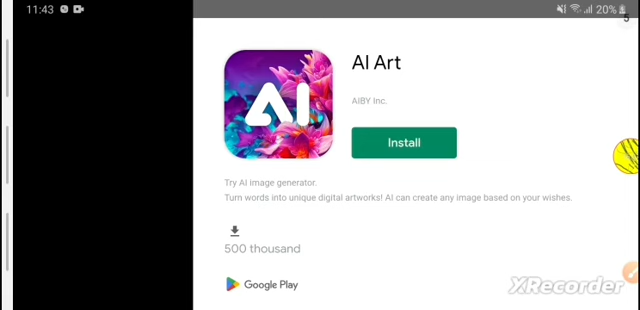 11:43
20%
5
AI
AI Art
AIBY Inc.
Install
Try AI image generator.
Turn words into unique digital artworks! AI can create any image based on your wishes.
500 thousand
Google Play
XRecorder